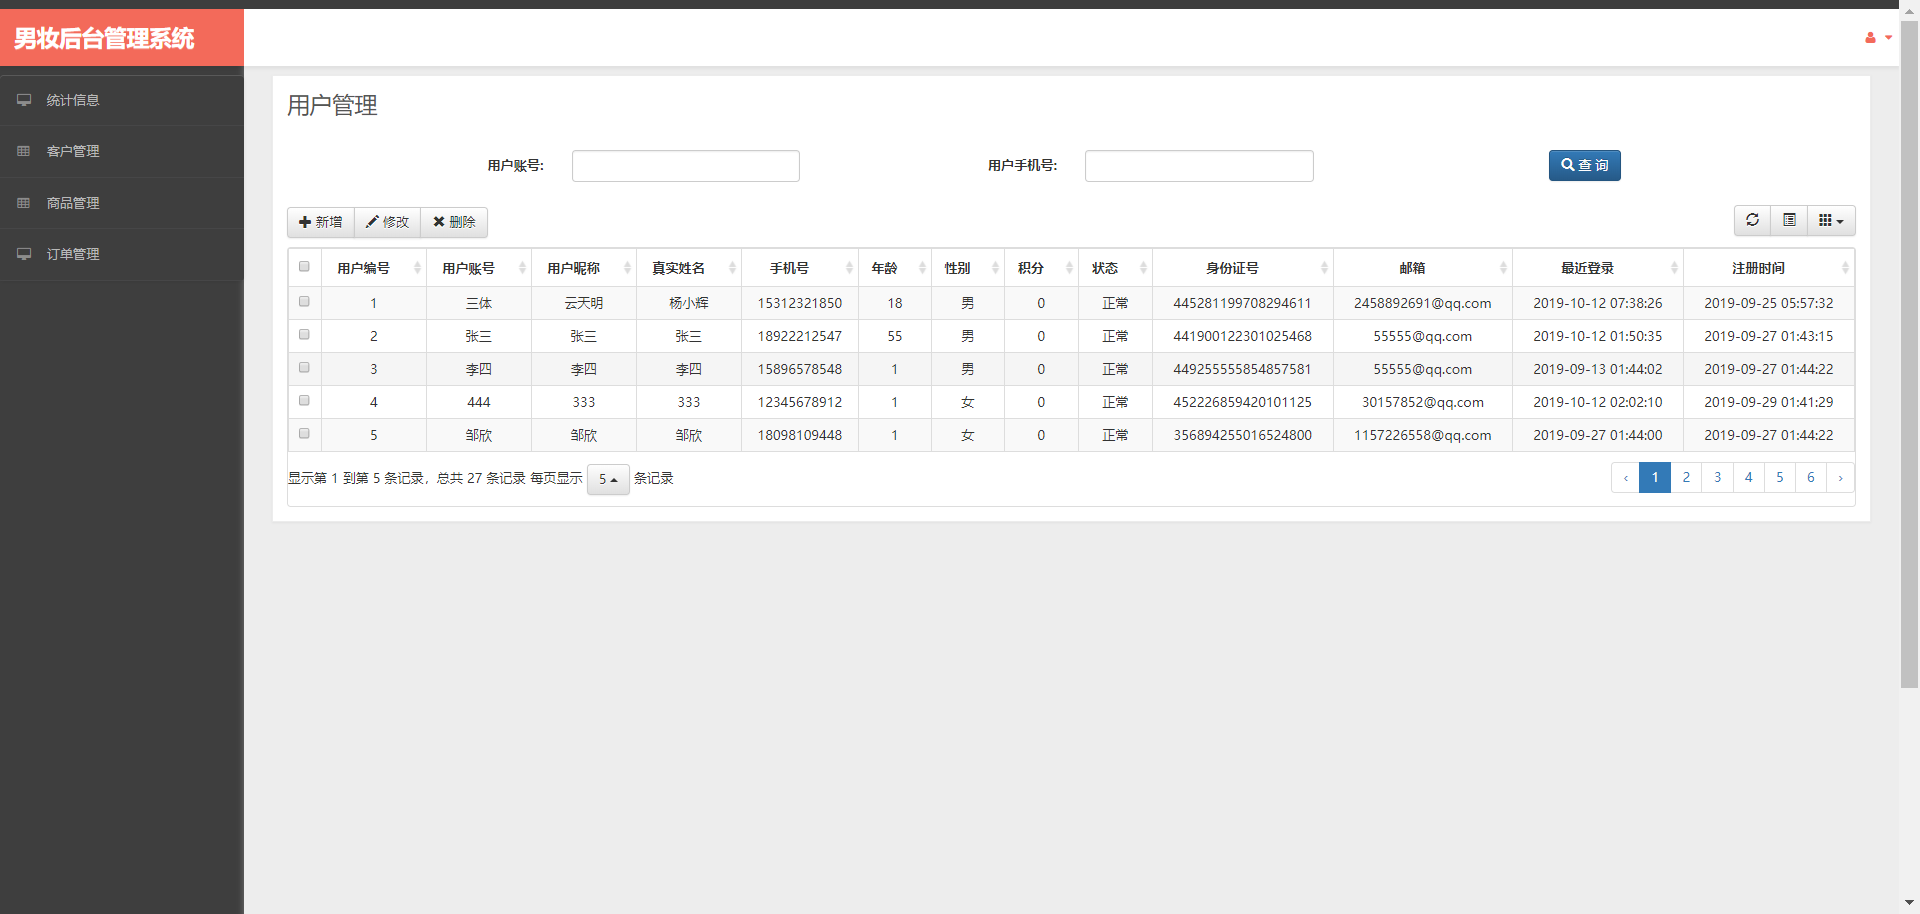 男妆后台管理系统
统计信息
客户管理
商品管理
订单管理
用户管理
用户账号: 用户手机号: 查 询
新增 修改 删除
用户编号 用户账号 用户昵称 真实姓名 手机号 年龄 性别 积分 状态 身份证号 邮箱 最近登录 注册时间
1 三体 云天明 杨小辉 15312321850 18 男 0 正常 445281199708294611 2458892691@qq.com 2019-10-12 07:38:26 2019-09-25 05:57:32
2 张三 张三 张三 18922212547 55 男 0 正常 441900122301025468 55555@qq.com 2019-10-12 01:50:35 2019-09-27 01:43:15
3 李四 李四 李四 15896578548 1 男 0 正常 449255555854857581 55555@qq.com 2019-09-13 01:44:02 2019-09-27 01:44:22
4 444 333 333 12345678912 1 女 0 正常 452226859420101125 30157852@qq.com 2019-10-12 02:02:10 2019-09-29 01:41:29
5 邹欣 邹欣 邹欣 18098109448 1 女 0 正常 356894255016524800 1157226558@qq.com 2019-09-27 01:44:00 2019-09-27 01:44:22
显示第 1 到第 5 条记录，总共 27 条记录 每页显示 5 条记录 ‹ 1 2 3 4 5 6 ›